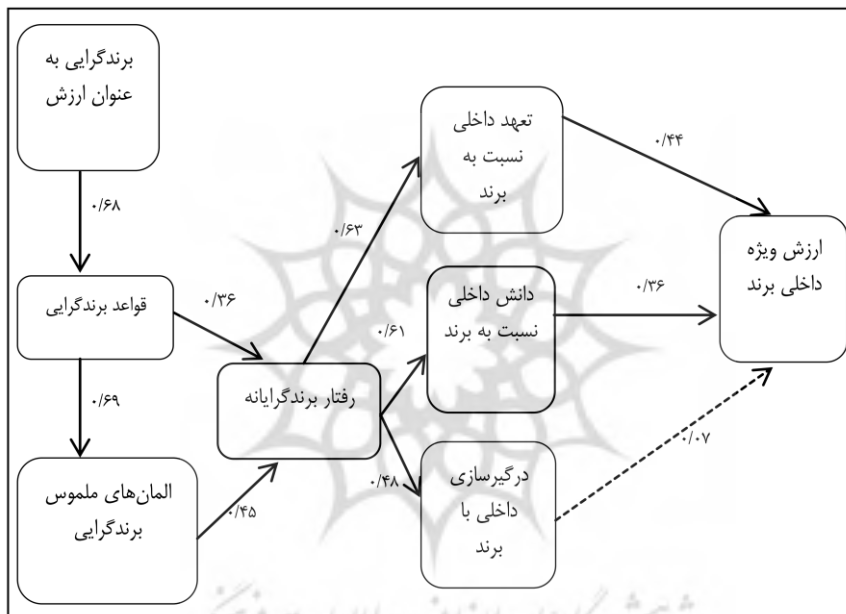 برندگرایی به
عنوان ارزش
۰/۶۸
قواعد برندگرایی
۰/۶۹
المان‌های ملموس
برندگرایی
۰/۳۶
۰/۴۵
رفتار برندگرایانه
۰/۶۳
۰/۶۱
۰/۴۸
تعهد داخلی
نسبت به
برند
دانش داخلی
نسبت به برند
درگیرسازی
داخلی با
برند
۰/۴۴
۰/۳۶
۰/۰۷
ارزش ویژه
داخلی برند